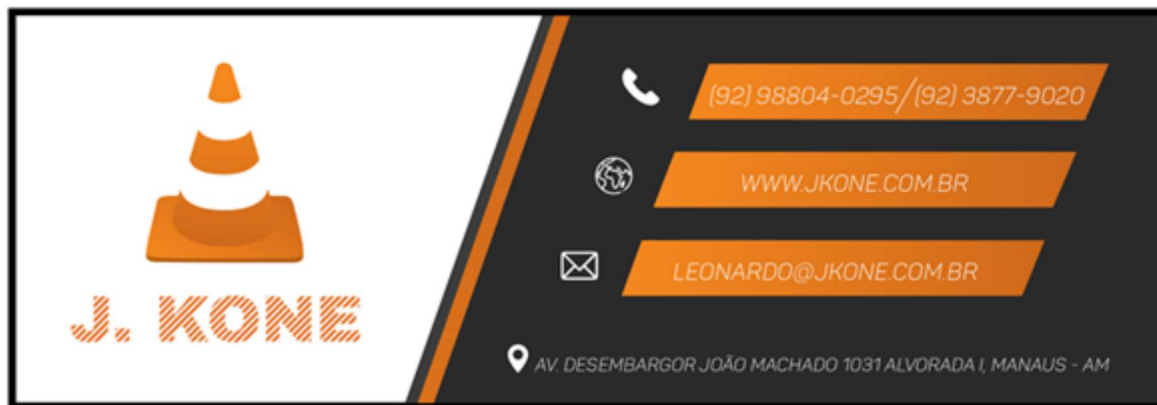 J. KONE
(92) 98804-0295/(92) 3877-9020
WWW.JKONE.COM.BR
LEONARDO@JKONE.COM.BR
AV. DESEMBARGOR JOÃO MACHADO 1031 ALVORADA I, MANAUS - AM